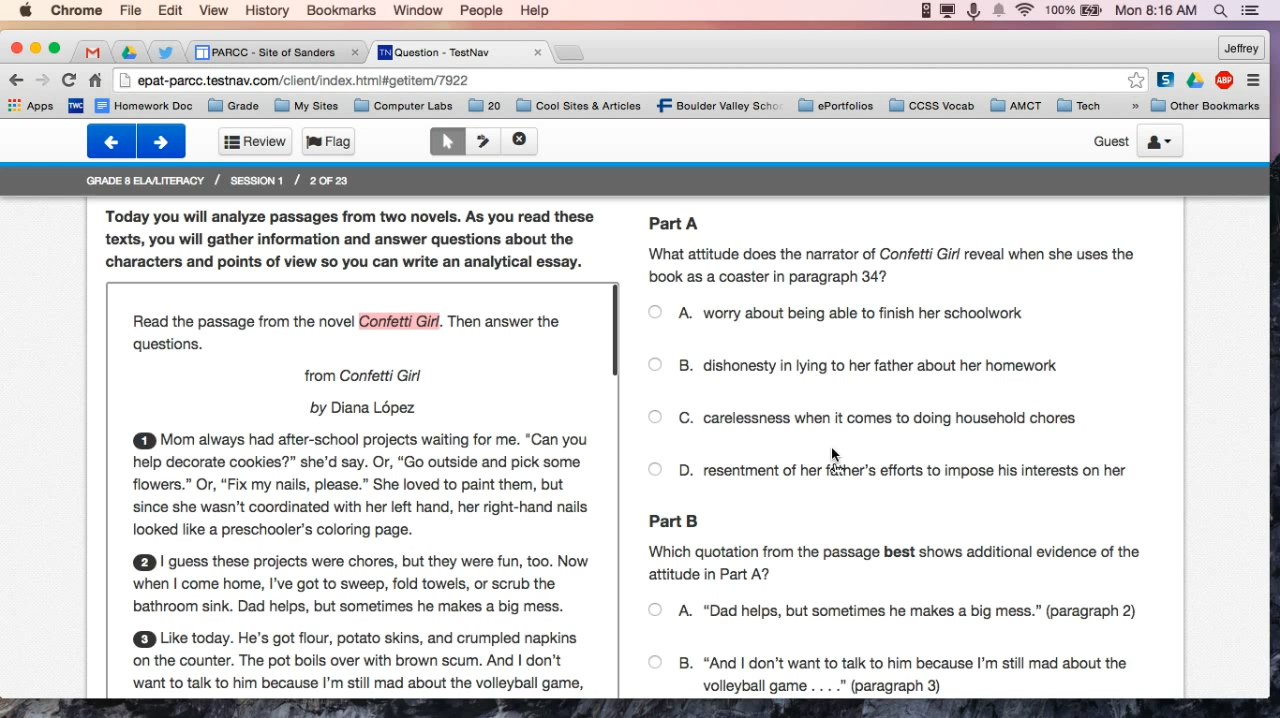 Chrome File Edit View History Bookmarks Window People Help 100% Mon 8:16 AM
PARCC - Site of Sanders × TN Question - TestNav × Jeffrey
epat-parcc.testnav.com/client/index.html#getitem/7922 S ABP
Apps TWC Homework Doc Grade My Sites Computer Labs 20 Cool Sites & Articles Boulder Valley Schoo ePortfolios CCSS Vocab AMCT Tech » Other Bookmarks
Review Flag Guest
GRADE 8 ELA/LITERACY / SESSION 1 / 2 OF 23
Today you will analyze passages from two novels. As you read these
texts, you will gather information and answer questions about the
characters and points of view so you can write an analytical essay.
Read the passage from the novel Confetti Girl. Then answer the
questions.
from Confetti Girl
by Diana López
1 Mom always had after-school projects waiting for me. "Can you
help decorate cookies?” she’d say. Or, “Go outside and pick some
flowers.” Or, “Fix my nails, please.” She loved to paint them, but
since she wasn’t coordinated with her left hand, her right-hand nails
looked like a preschooler’s coloring page.
2 I guess these projects were chores, but they were fun, too. Now
when I come home, I’ve got to sweep, fold towels, or scrub the
bathroom sink. Dad helps, but sometimes he makes a big mess.
3 Like today. He’s got flour, potato skins, and crumpled napkins
on the counter. The pot boils over with brown scum. And I don’t
want to talk to him because I’m still mad about the volleyball game,
Part A
What attitude does the narrator of Confetti Girl reveal when she uses the
book as a coaster in paragraph 34?
A. worry about being able to finish her schoolwork
B. dishonesty in lying to her father about her homework
C. carelessness when it comes to doing household chores
D. resentment of her father’s efforts to impose his interests on her
Part B
Which quotation from the passage best shows additional evidence of the
attitude in Part A?
A. “Dad helps, but sometimes he makes a big mess.” (paragraph 2)
B. “And I don’t want to talk to him because I’m still mad about the
volleyball game . . . .” (paragraph 3)